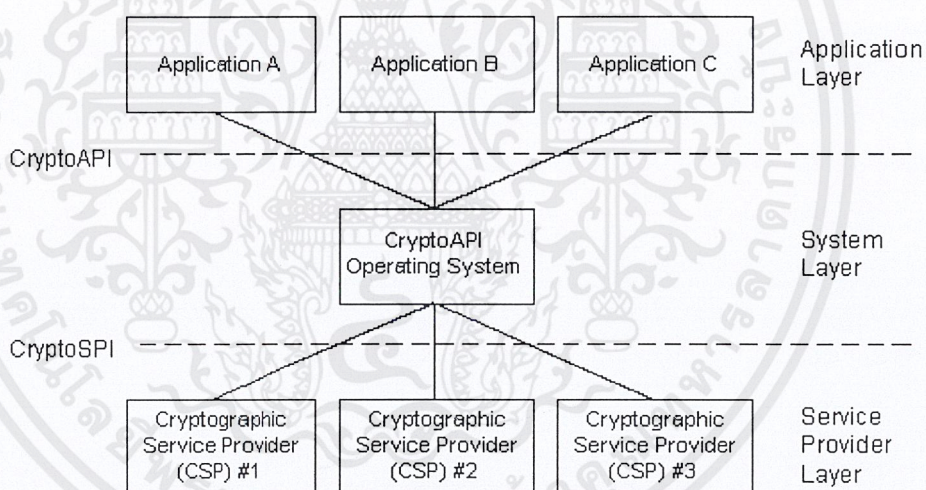 Application A
Application B
Application C
Application
Layer
CryptoAPI
CryptoAPI
Operating System
System
Layer
CryptoSPI
Cryptographic
Service Provider
(CSP) #1
Cryptographic
Service Provider
(CSP) #2
Cryptographic
Service Provider
(CSP) #3
Service
Provider
Layer